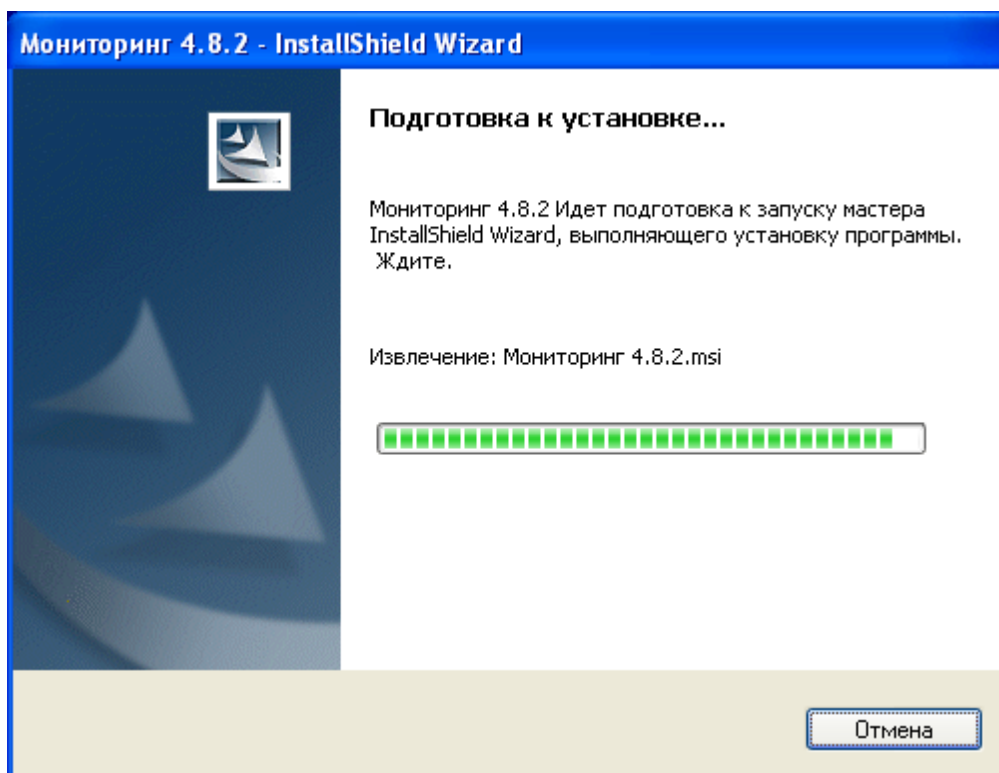 Мониторинг 4.8.2 - InstallShield Wizard
Подготовка к установке...
Мониторинг 4.8.2 Идет подготовка к запуску мастера
InstallShield Wizard, выполняющего установку программы.
Ждите.
Извлечение: Мониторинг 4.8.2.msi
Отмена